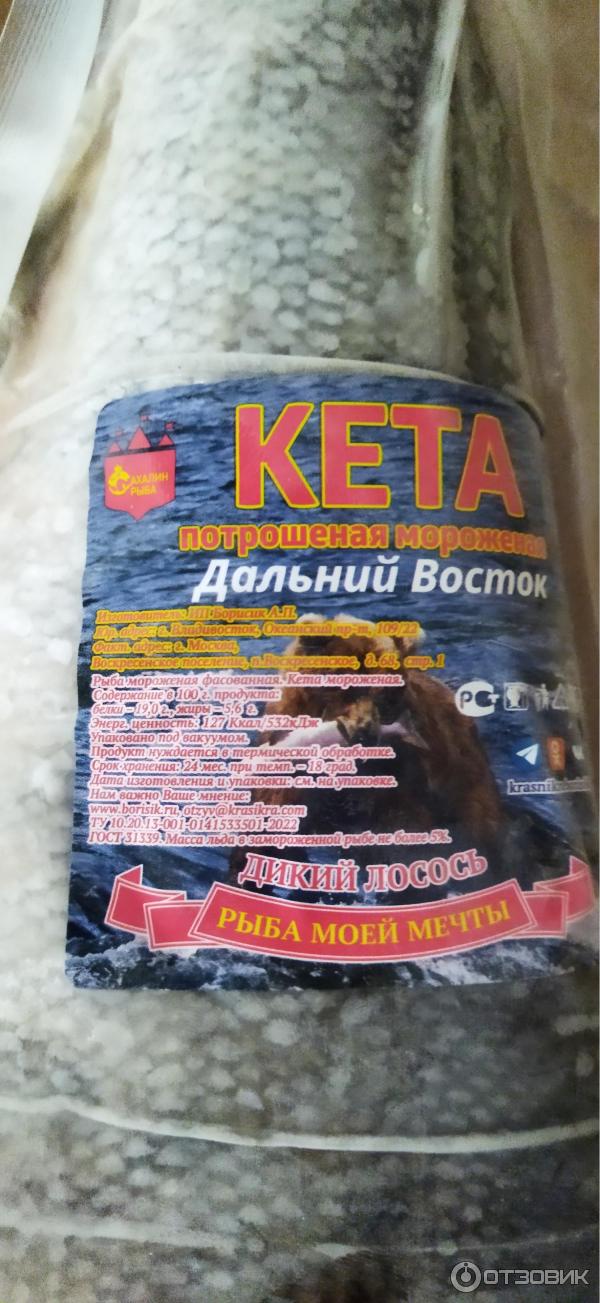 САХАЛИН
РЫБА
КЕТА
потрошеная мороженая
Дальний Восток
Изготовитель: ИП Борисик А.П.
Юр. адрес: г. Владивосток, Океанский пр-т, 109/22
Факт. адрес: г. Москва,
Воскресенское поселение, п.Воскресенское, д. 68, стр. 1
Рыба мороженая фасованная. Кета мороженая.
Содержание в 100 г. продукта:
белки – 19,0 г., жиры – 5,6 г.
Энерг. ценность: 127 Ккал/532кДж
Упаковано под вакуумом.
Продукт нуждается в термической обработке.
Срок хранения: 24 мес. при темп. – 18 град.
Дата изготовления и упаковки: см. на упаковке.
Нам важно Ваше мнение:
www.borisik.ru, otzyv@krasikra.com
ТУ 10.20.13-001-0141533501-2022
ГОСТ 31339. Масса льда в замороженной рыбе не более 5%.
РСТ
ДИКИЙ ЛОСОСЬ
РЫБА МОЕЙ МЕЧТЫ
ОТЗОВИК